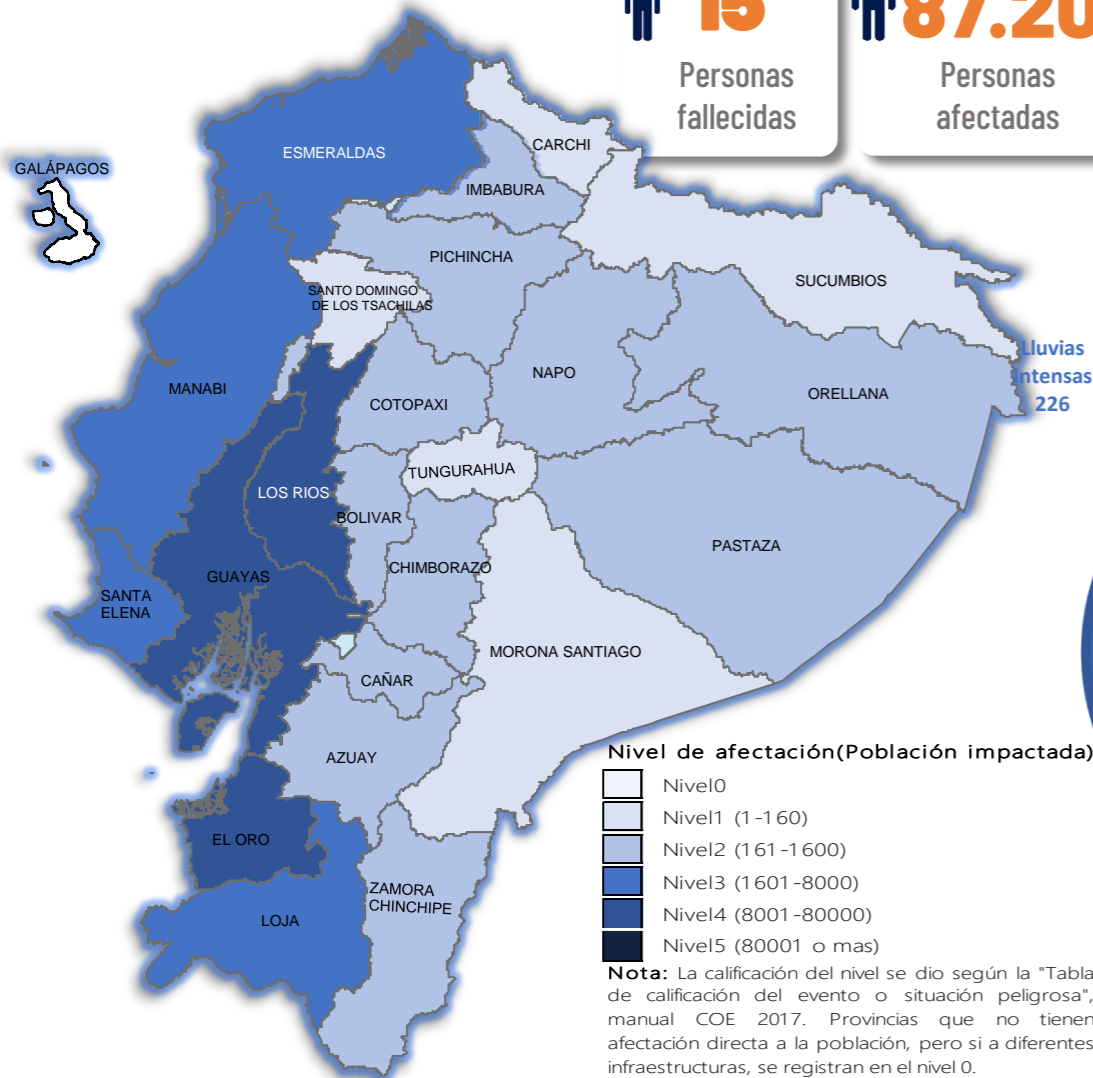 15
Personas
fallecidas
87.20
Personas
afectadas
GALÁPAGOS
ESMERALDAS
CARCHI
IMBABURA
PICHINCHA
SUCUMBIOS
SANTO DOMINGO
DE LOS TSACHILAS
MANABI
NAPO
ORELLANA
Lluvias
Intensas
226
COTOPAXI
TUNGURAHUA
LOS RIOS
BOLIVAR
PASTAZA
CHIMBORAZO
GUAYAS
SANTA
ELENA
MORONA SANTIAGO
CAÑAR
AZUAY
EL ORO
ZAMORA
CHINCHIPE
LOJA
Nivel de afectación(Población impactada)
Nivel0
Nivel1 (1-160)
Nivel2 (161-1600)
Nivel3 (1601-8000)
Nivel4 (8001-80000)
Nivel5 (80001 o mas)
Nota: La calificación del nivel se dio según la "Tabla
de calificación del evento o situación peligrosa",
manual COE 2017. Provincias que no tienen
afectación directa a la población, pero si a diferentes
infraestructuras, se registran en el nivel 0.